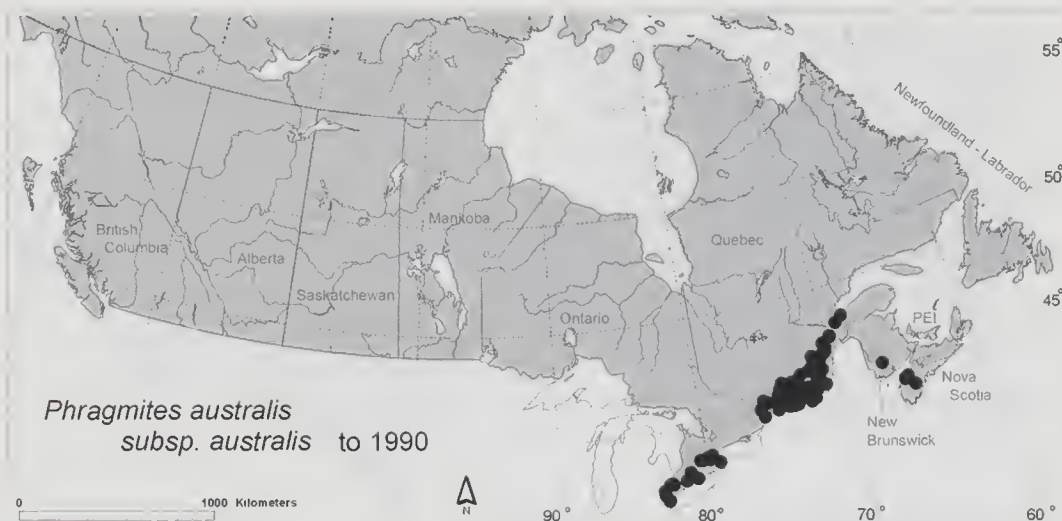 55°
Newfoundland - Labrador
50°
British
Columbia
Alberta
Manitoba
Saskatchewan
Quebec
45°
Ontario
PEI
Nova
Scotia
New
Brunswick
Phragmites australis
subsp. australis to 1990
0 1000 Kilometers
N
90° 80° 70° 60°